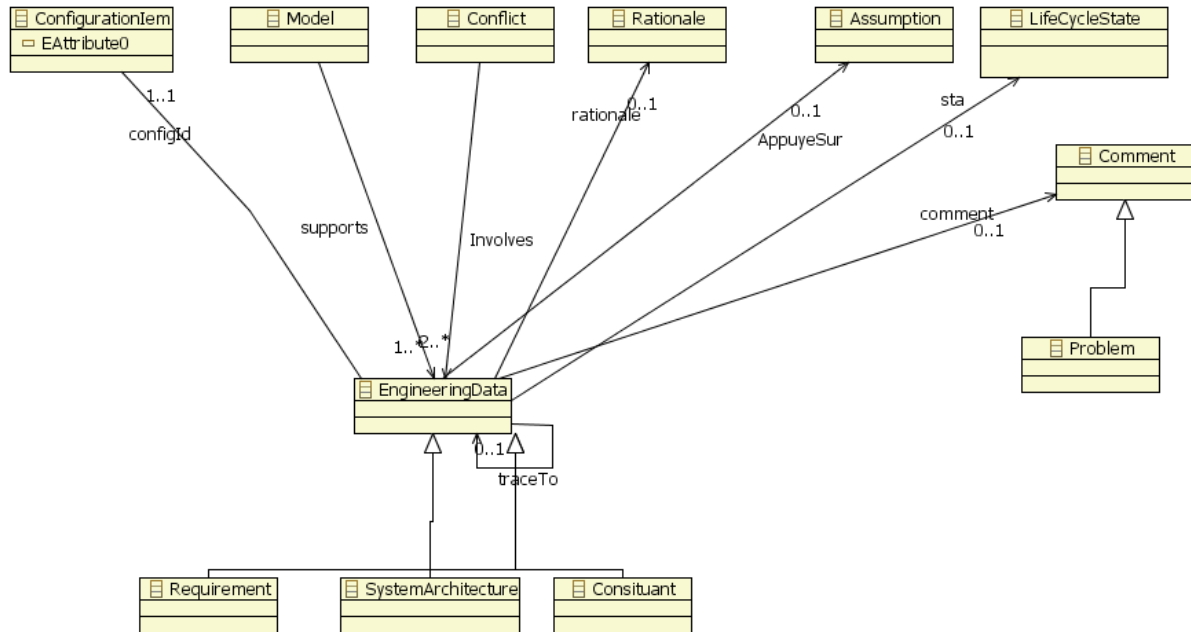 ConfigurationIem
EAttribute0
Model
Conflict
Rationale
Assumption
LifeCycleState
1..1
configId
0..1
rationale
0..1
AppuyeSur
sta
0..1
Comment
supports
Involves
comment
0..1
1..*
2..*
Problem
EngineeringData
0..1
traceTo
Requirement
SystemArchitecture
Consituant